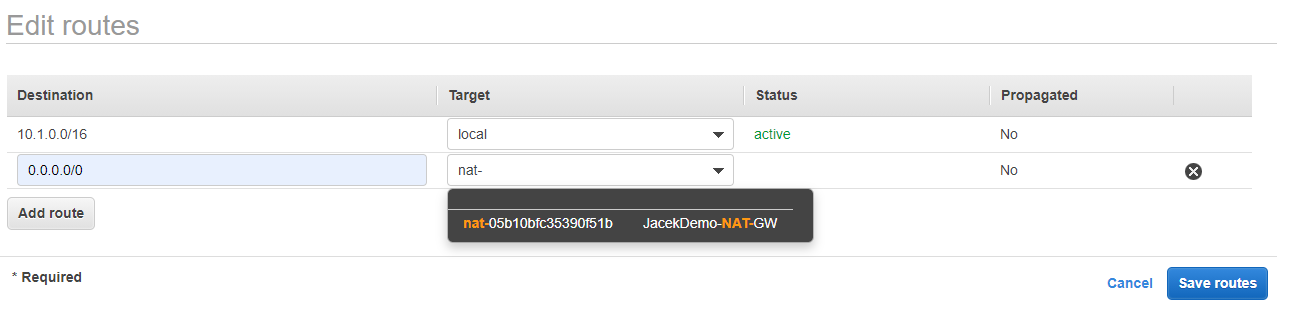 Edit routes
Destination Target Status Propagated
10.1.0.0/16 local active No
0.0.0.0/0 nat- No
nat-05b10bfc35390f51b JacekDemo-NAT-GW
Add route
* Required
Cancel Save routes